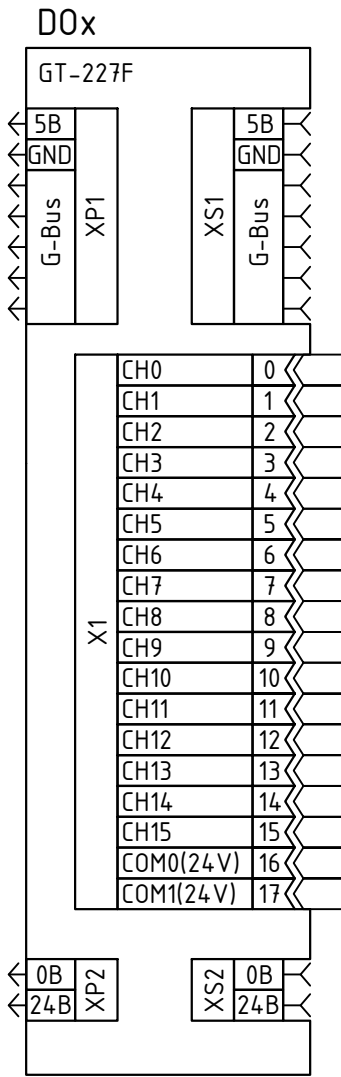 DOx
GT-227F
5В 5В
GND GND
G-Bus XP1 XS1 G-Bus
X1
CH0 0
CH1 1
CH2 2
CH3 3
CH4 4
CH5 5
CH6 6
CH7 7
CH8 8
CH9 9
CH10 10
CH11 11
CH12 12
CH13 13
CH14 14
CH15 15
COM0(24V) 16
COM1(24V) 17
0В XP2 XS2 0В
24В 24В